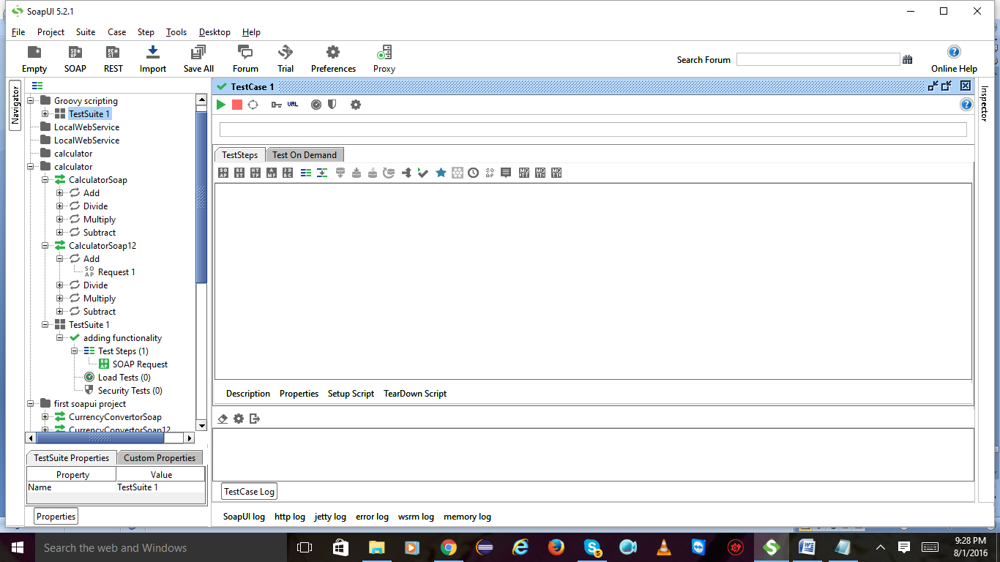 SoapUI 5.2.1
File Project Suite Case Step Tools Desktop Help
Empty SOAP REST Import Save All Forum Trial Preferences Proxy Search Forum Online Help
Navigator
Groovy scripting
TestSuite 1
LocalWebService
LocalWebService
calculator
calculator
CalculatorSoap
Add
Divide
Multiply
Subtract
CalculatorSoap12
Add
Request 1
Divide
Multiply
Subtract
TestSuite 1
adding functionality
Test Steps (1)
SOAP Request
Load Tests (0)
Security Tests (0)
first soapui project
CurrencyConvertorSoap
CurrencyConvertorSoap12
TestSuite Properties Custom Properties
Property Value
Name TestSuite 1
Properties
TestCase 1
URL
TestSteps Test On Demand
Description Properties Setup Script TearDown Script
TestCase Log
SoapUI log http log jetty log error log wsrm log memory log
Inspector
Search the web and Windows
5
9:28 PM
8/1/2016